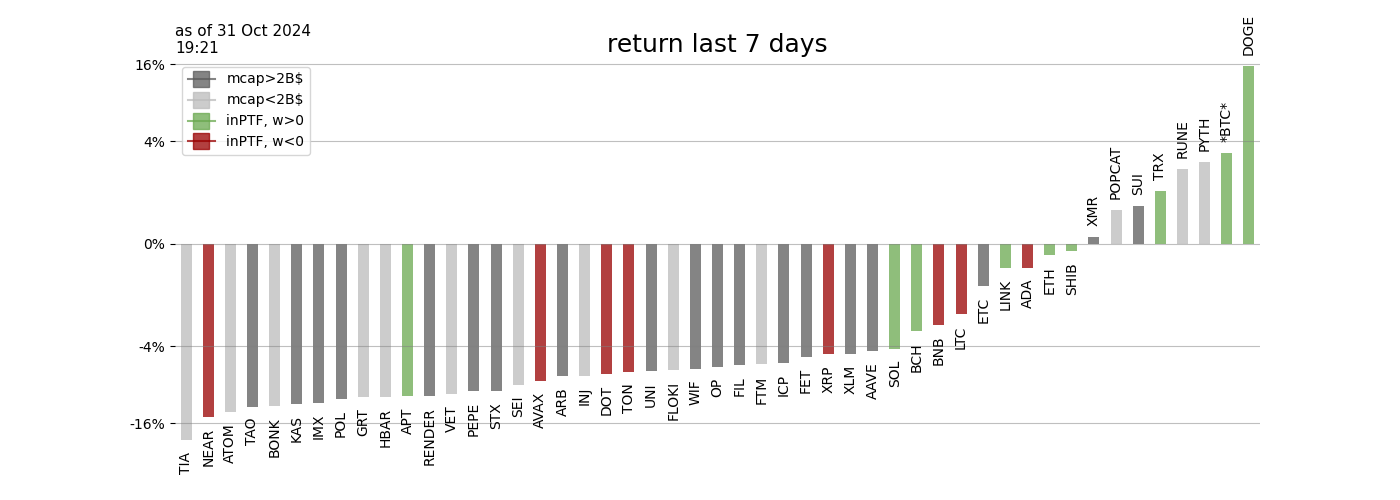 as of 31 Oct 2024
19:21
return last 7 days
DOGE
16%
mcap>2B$
mcap<2B$
inPTF, w>0
inPTF, w<0
4%
0%
-4%
-16%
TIA
NEAR
ATOM
TAO
BONK
KAS
IMX
POL
GRT
HBAR
APT
RENDER
VET
PEPE
STX
SEI
AVAX
ARB
INJ
DOT
TON
UNI
FLOKI
WIF
OP
FIL
FTM
ICP
FET
XRP
XLM
AAVE
SOL
BCH
BNB
LTC
ETC
LINK
ADA
ETH
SHIB
XMR
POPCAT
SUI
TRX
RUNE
PYTH
*BTC*